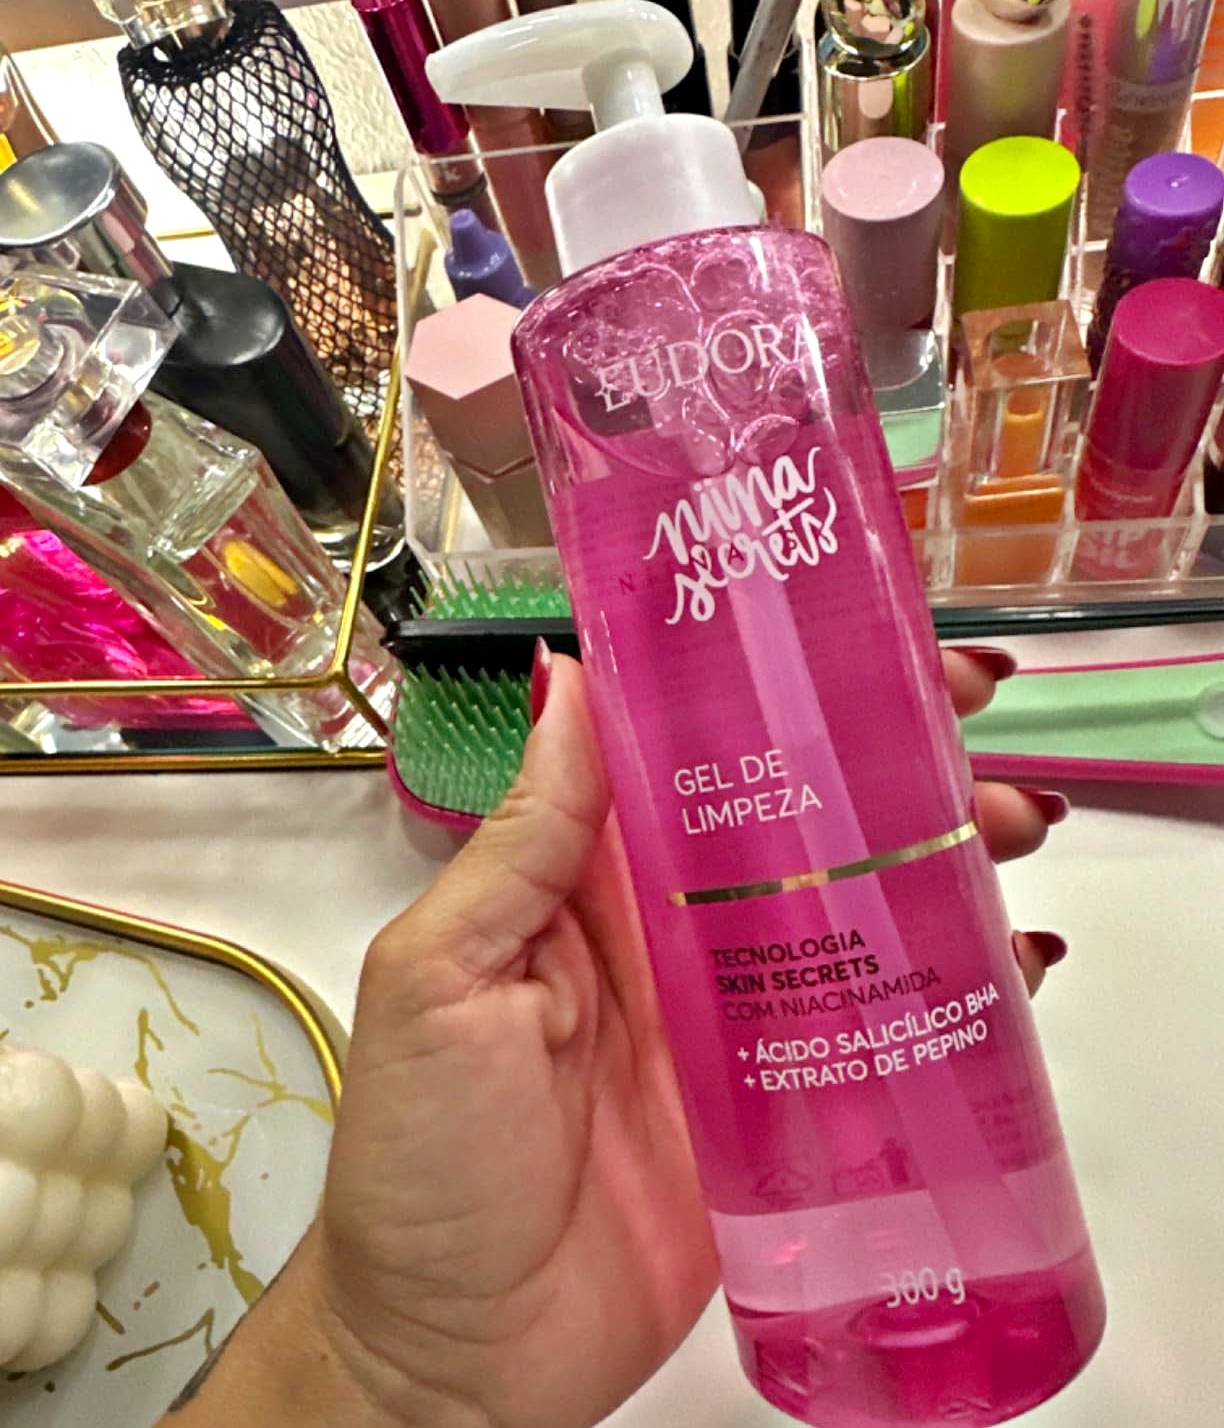 EUDORA
niina
secrets
GEL DE
LIMPEZA
TECNOLOGIA
SKIN SECRETS
COM NIACINAMIDA
+ ÁCIDO SALICÍLICO BHA
+ EXTRATO DE PEPINO
300 g